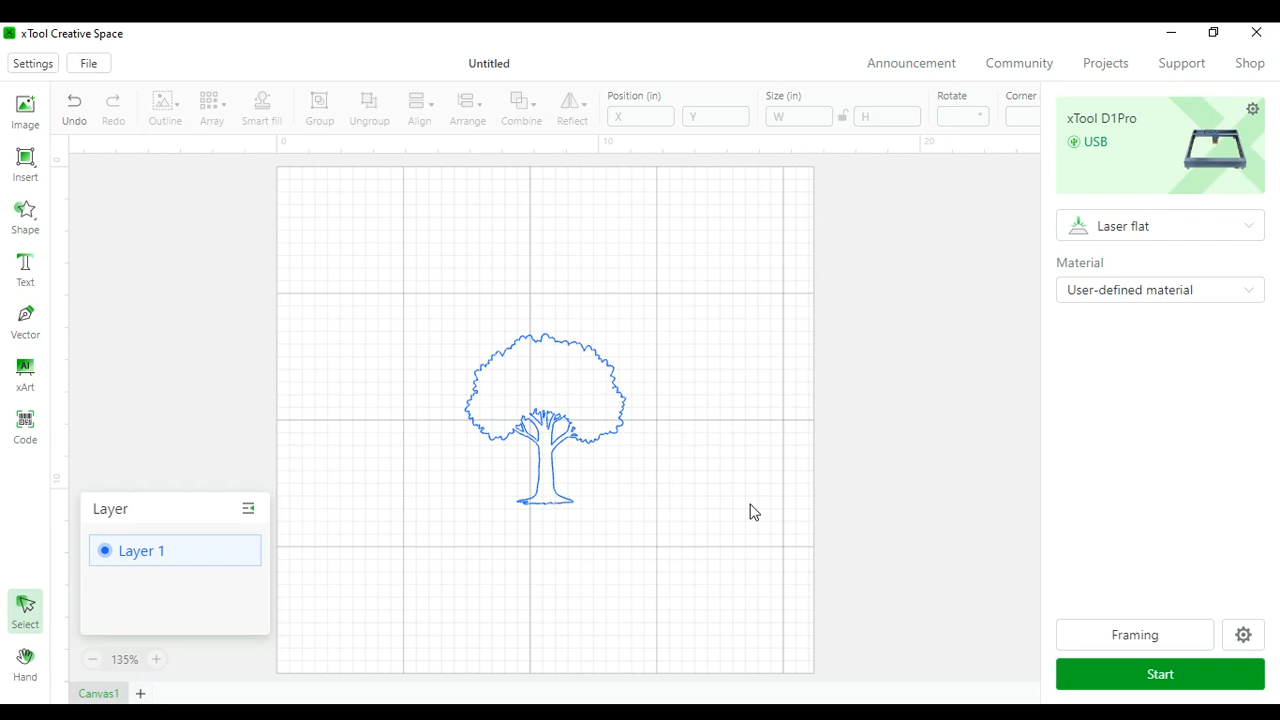 xTool Creative Space
Settings File Untitled Announcement Community Projects Support Shop
Undo Redo Outline Array Smart fill Group Ungroup Align Arrange Combine Reflect
Position (in) Size (in) Rotate Corner
X Y W H °
0 10 20
0
10
Image
Insert
Shape
Text
Vector
xArt
AI
Code
Select
Hand
Layer
Layer 1
135%
Canvas1
xTool D1Pro
USB
Laser flat
Material
User-defined material
Framing
Start